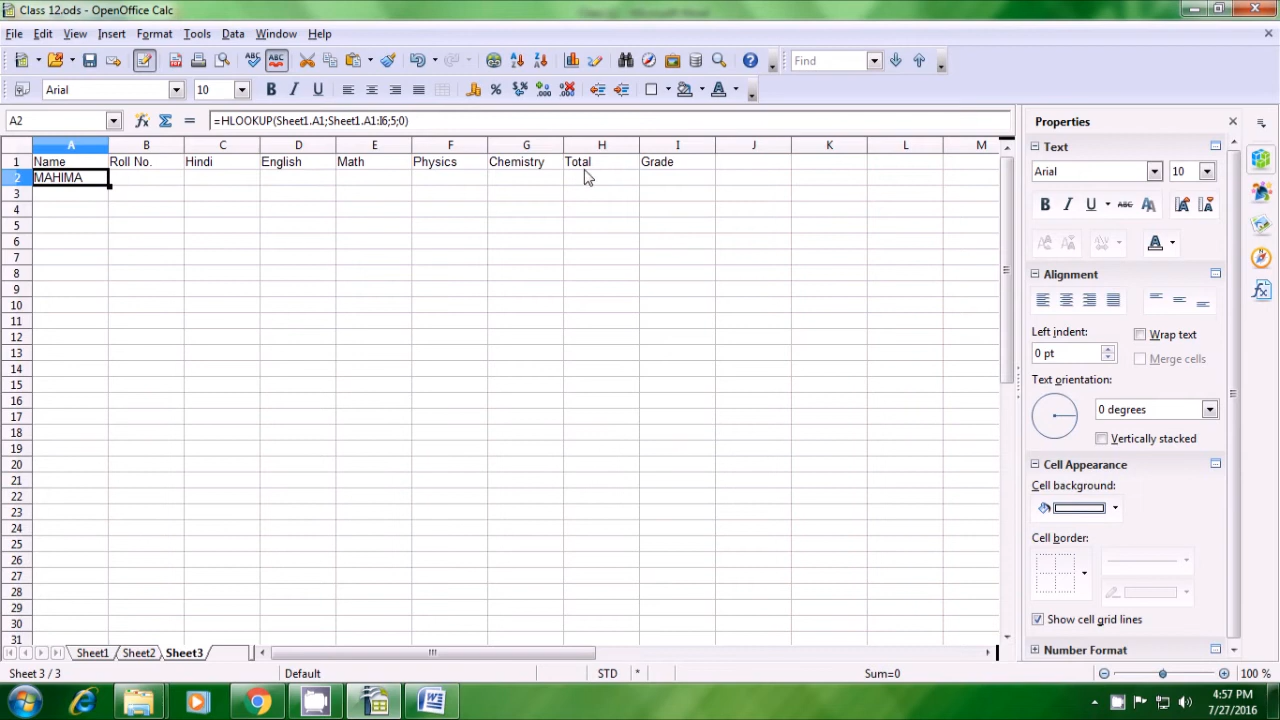 Class 12.ods - OpenOffice Calc
File Edit View Insert Format Tools Data Window Help
Find
Arial 10
A2 =HLOOKUP(Sheet1.A1;Sheet1.A1:I6;5;0)
A B C D E F G H I J K L M
1 Name Roll No. Hindi English Math Physics Chemistry Total Grade
2 MAHIMA
3
4
5
6
7
8
9
10
11
12
13
14
15
16
17
18
19
20
21
22
23
24
25
26
27
28
29
30
31
Sheet1 Sheet2 Sheet3
Sheet 3 / 3 Default STD * Sum=0 100 %
Properties
Text
Arial 10
Alignment
Left indent:
Wrap text
0 pt
Merge cells
Text orientation:
0 degrees
Vertically stacked
Cell Appearance
Cell background:
Cell border:
Show cell grid lines
Number Format
4:57 PM
7/27/2016